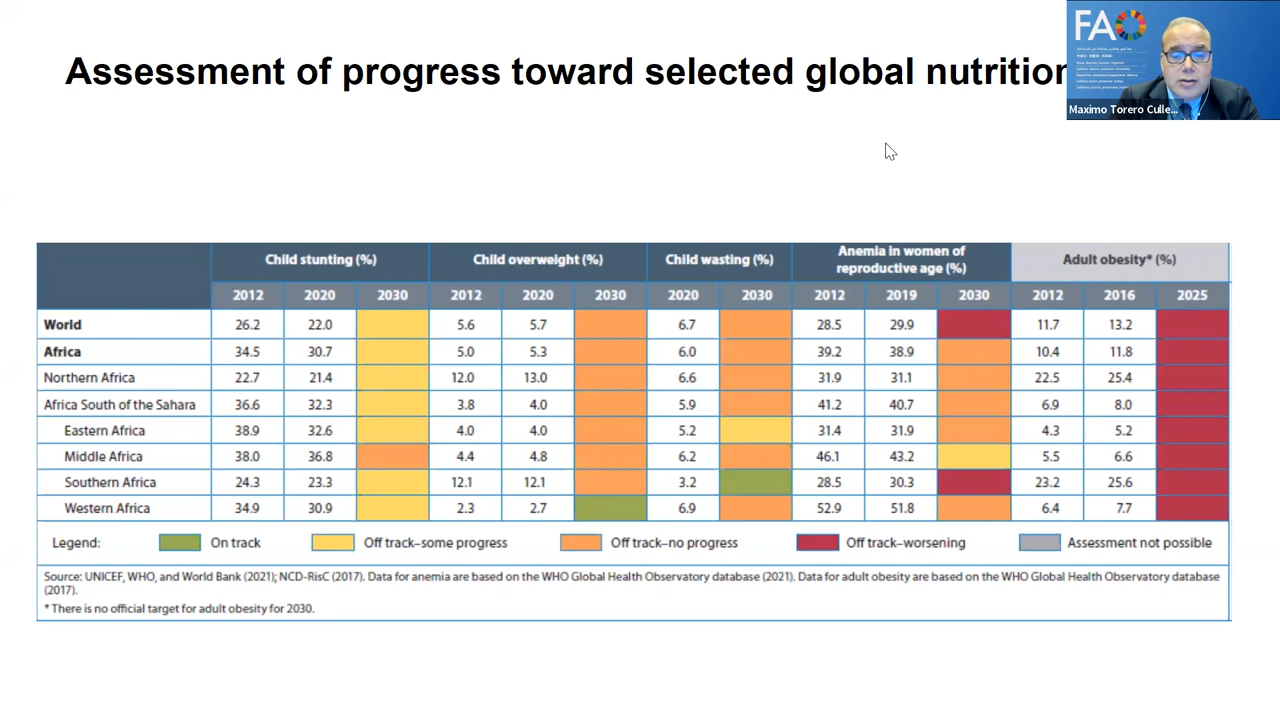 Assessment of progress toward selected global nutrition
FAO
Maximo Torero Culle...
Child stunting (%) Child overweight (%) Child wasting (%) Anemia in women of reproductive age (%) Adult obesity* (%)
2012 2020 2030 2012 2020 2030 2020 2030 2012 2019 2030 2012 2016 2025
World 26.2 22.0 5.6 5.7 6.7 28.5 29.9 11.7 13.2
Africa 34.5 30.7 5.0 5.3 6.0 39.2 38.9 10.4 11.8
Northern Africa 22.7 21.4 12.0 13.0 6.6 31.9 31.1 22.5 25.4
Africa South of the Sahara 36.6 32.3 3.8 4.0 5.9 41.2 40.7 6.9 8.0
Eastern Africa 38.9 32.6 4.0 4.0 5.2 31.4 31.9 4.3 5.2
Middle Africa 38.0 36.8 4.4 4.8 6.2 46.1 43.2 5.5 6.6
Southern Africa 24.3 23.3 12.1 12.1 3.2 28.5 30.3 23.2 25.6
Western Africa 34.9 30.9 2.3 2.7 6.9 52.9 51.8 6.4 7.7
Legend: On track Off track–some progress Off track–no progress Off track–worsening Assessment not possible
Source: UNICEF, WHO, and World Bank (2021); NCD-RisC (2017). Data for anemia are based on the WHO Global Health Observatory database (2021). Data for adult obesity are based on the WHO Global Health Observatory database
(2017).
* There is no official target for adult obesity for 2030.